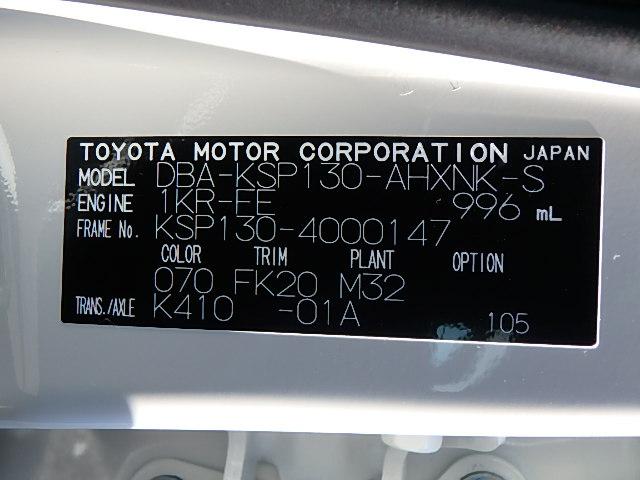 TOYOTA MOTOR CORPORATION JAPAN
MODEL DBA-KSP130-AHXNK-S
ENGINE 1KR-FE 996 mL
FRAME No. KSP130-4000147
COLOR TRIM PLANT OPTION
070 FK20 M32
TRANS./AXLE K410 -01A
105